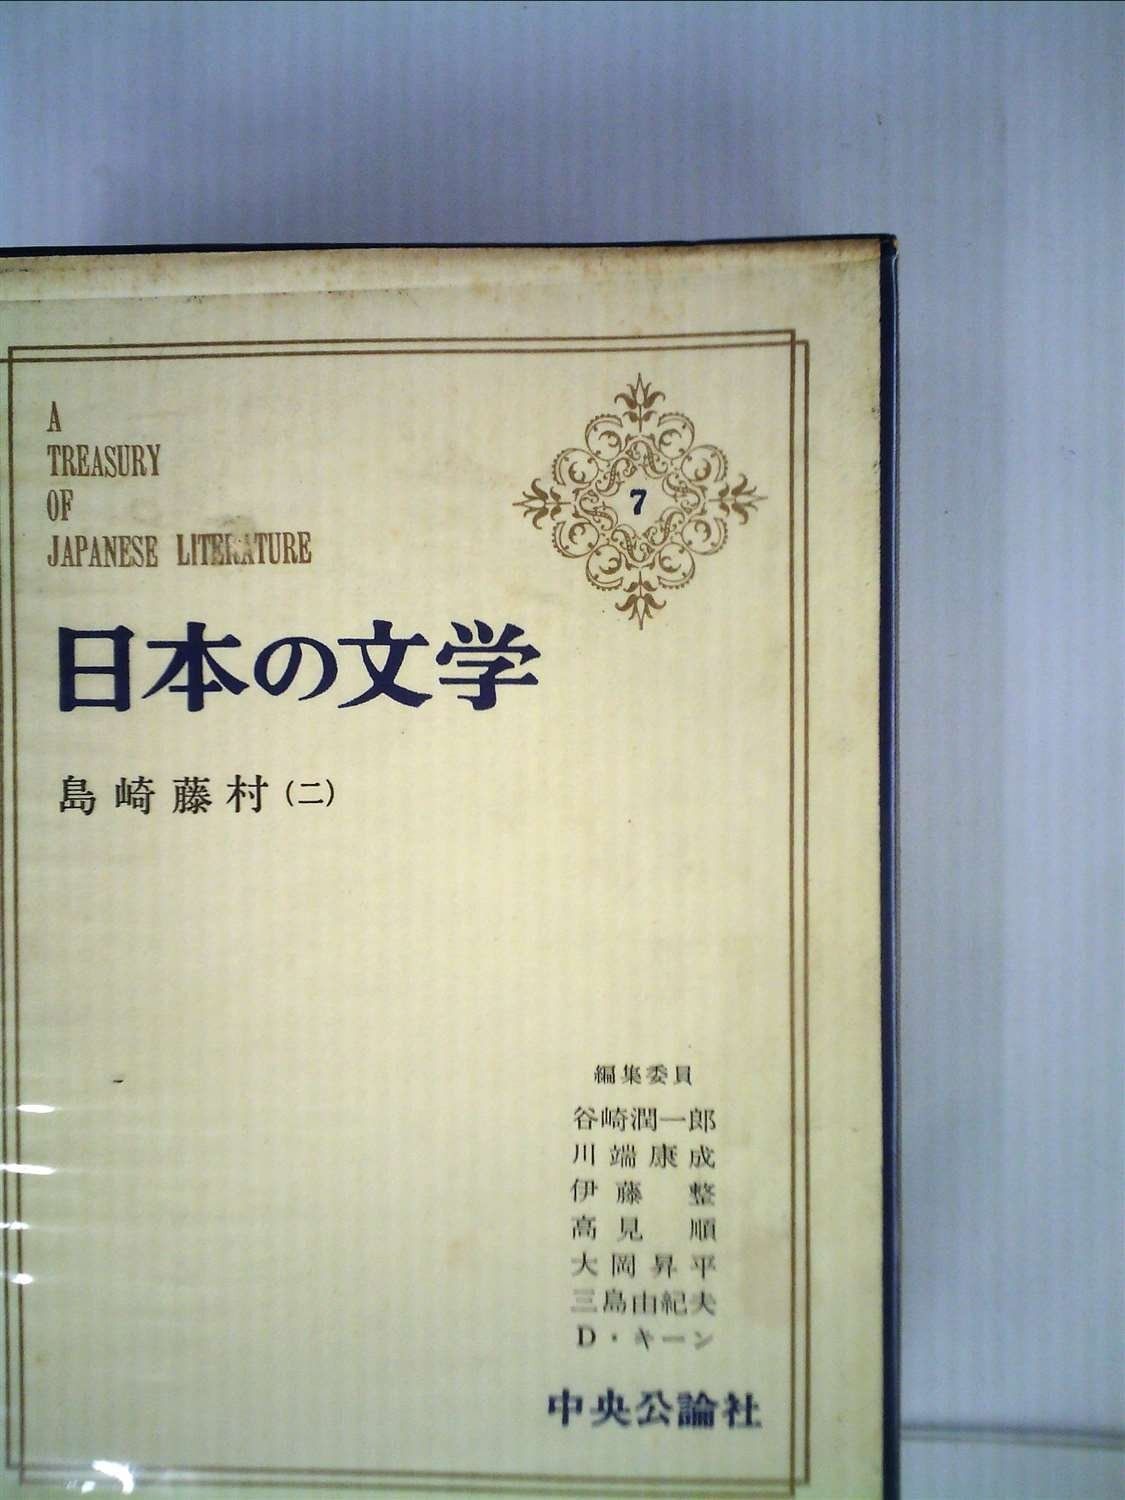 A
TREASURY
OF
JAPANESE LITERATURE
7
日本の文学
島崎藤村(二)
編集委員
谷崎潤一郎
川端康成
伊藤整
高見順
大岡昇平
三島由紀夫
D・キーン
中央公論社